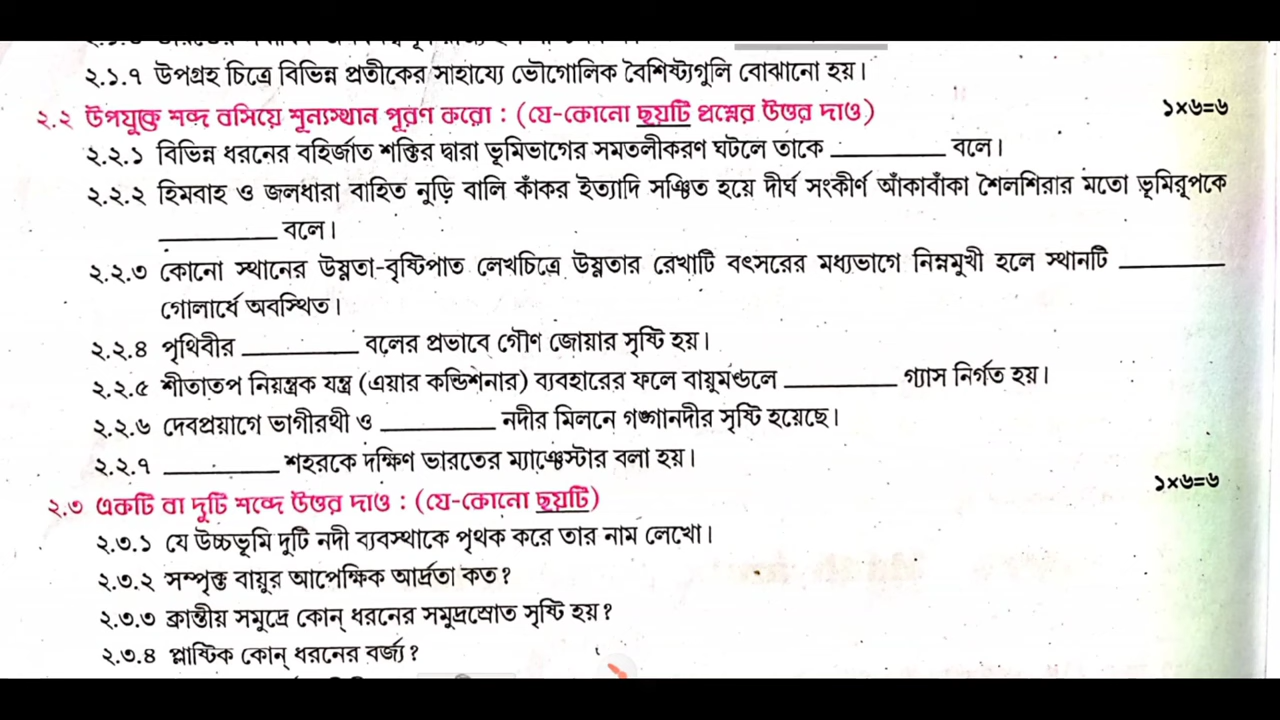 ২.১.৭ উপগ্রহ চিত্রে বিভিন্ন প্রতীকের সাহায্যে ভৌগোলিক বৈশিষ্ট্যগুলি বোঝানো হয়।
২.২ উপযুক্ত শব্দ বসিয়ে শূন্যস্থান পূরণ করো : (যে-কোনো ছয়টি প্রশ্নের উত্তর দাও) ১×৬=৬
২.২.১ বিভিন্ন ধরনের বহির্জাত শক্তির দ্বারা ভূমিভাগের সমতলীকরণ ঘটলে তাকে ________ বলে।
২.২.২ হিমবাহ ও জলধারা বাহিত নুড়ি বালি কাঁকর ইত্যাদি সঞ্চিত হয়ে দীর্ঘ সংকীর্ণ আঁকাবাঁকা শৈলশিরার মতো ভূমিরূপকে
________ বলে।
২.২.৩ কোনো স্থানের উষ্ণতা-বৃষ্টিপাত লেখচিত্রে উষ্ণতার রেখাটি বৎসরের মধ্যভাগে নিম্নমুখী হলে স্থানটি ________
গোলার্ধে অবস্থিত।
২.২.৪ পৃথিবীর ________ বলের প্রভাবে গৌণ জোয়ার সৃষ্টি হয়।
২.২.৫ শীতাতপ নিয়ন্ত্রক যন্ত্র (এয়ার কন্ডিশনার) ব্যবহারের ফলে বায়ুমণ্ডলে ________ গ্যাস নির্গত হয়।
২.২.৬ দেবপ্রয়াগে ভাগীরথী ও ________ নদীর মিলনে গঙ্গানদীর সৃষ্টি হয়েছে।
২.২.৭ ________ শহরকে দক্ষিণ ভারতের ম্যাঞ্চেস্টার বলা হয়।
২.৩ একটি বা দুটি শব্দে উত্তর দাও : (যে-কোনো ছয়টি) ১×৬=৬
২.৩.১ যে উচ্চভূমি দুটি নদী ব্যবস্থাকে পৃথক করে তার নাম লেখো।
২.৩.২ সম্পৃক্ত বায়ুর আপেক্ষিক আর্দ্রতা কত?
২.৩.৩ ক্রান্তীয় সমুদ্রে কোন্ ধরনের সমুদ্রস্রোত সৃষ্টি হয়?
২.৩.৪ প্লাষ্টিক কোন্ ধরনের বর্জ্য?